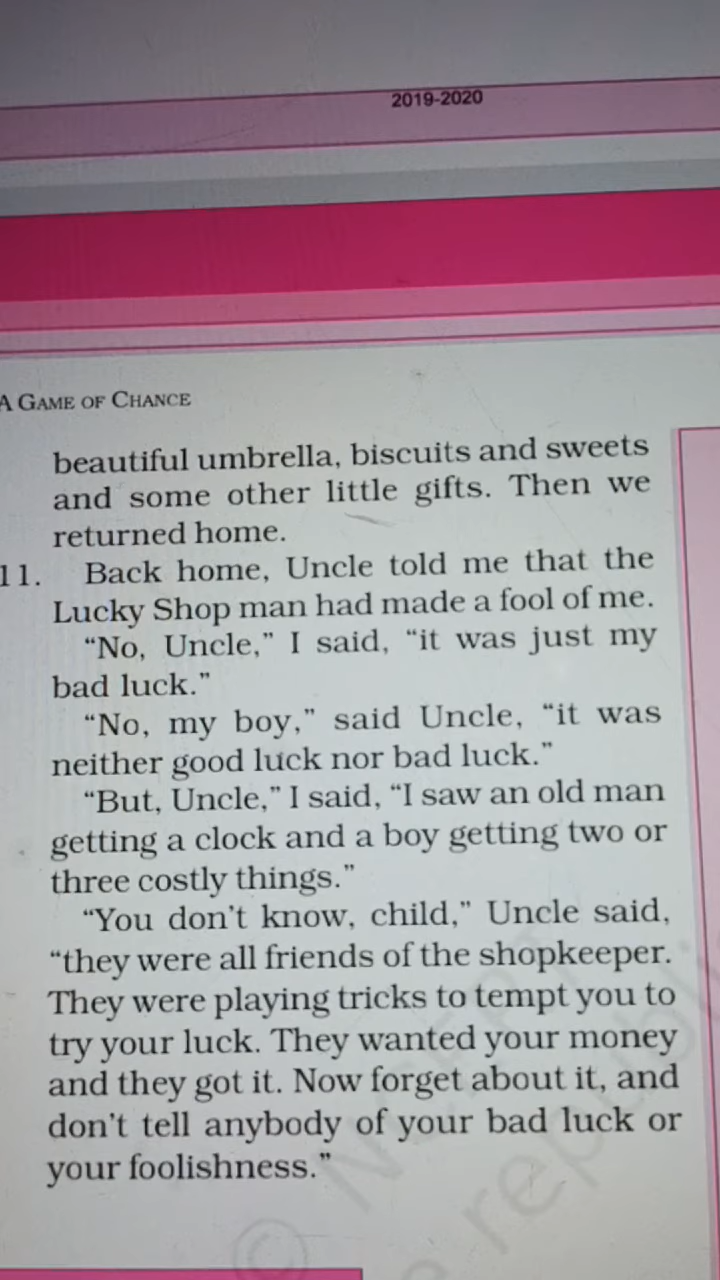 2019-2020
A GAME OF CHANCE
beautiful umbrella, biscuits and sweets
and some other little gifts. Then we
returned home.
11. Back home, Uncle told me that the
Lucky Shop man had made a fool of me.
“No, Uncle,” I said, “it was just my
bad luck.”
“No, my boy,” said Uncle, “it was
neither good luck nor bad luck.”
“But, Uncle,” I said, “I saw an old man
getting a clock and a boy getting two or
three costly things.”
“You don't know, child,” Uncle said,
“they were all friends of the shopkeeper.
They were playing tricks to tempt you to
try your luck. They wanted your money
and they got it. Now forget about it, and
don't tell anybody of your bad luck or
your foolishness.”